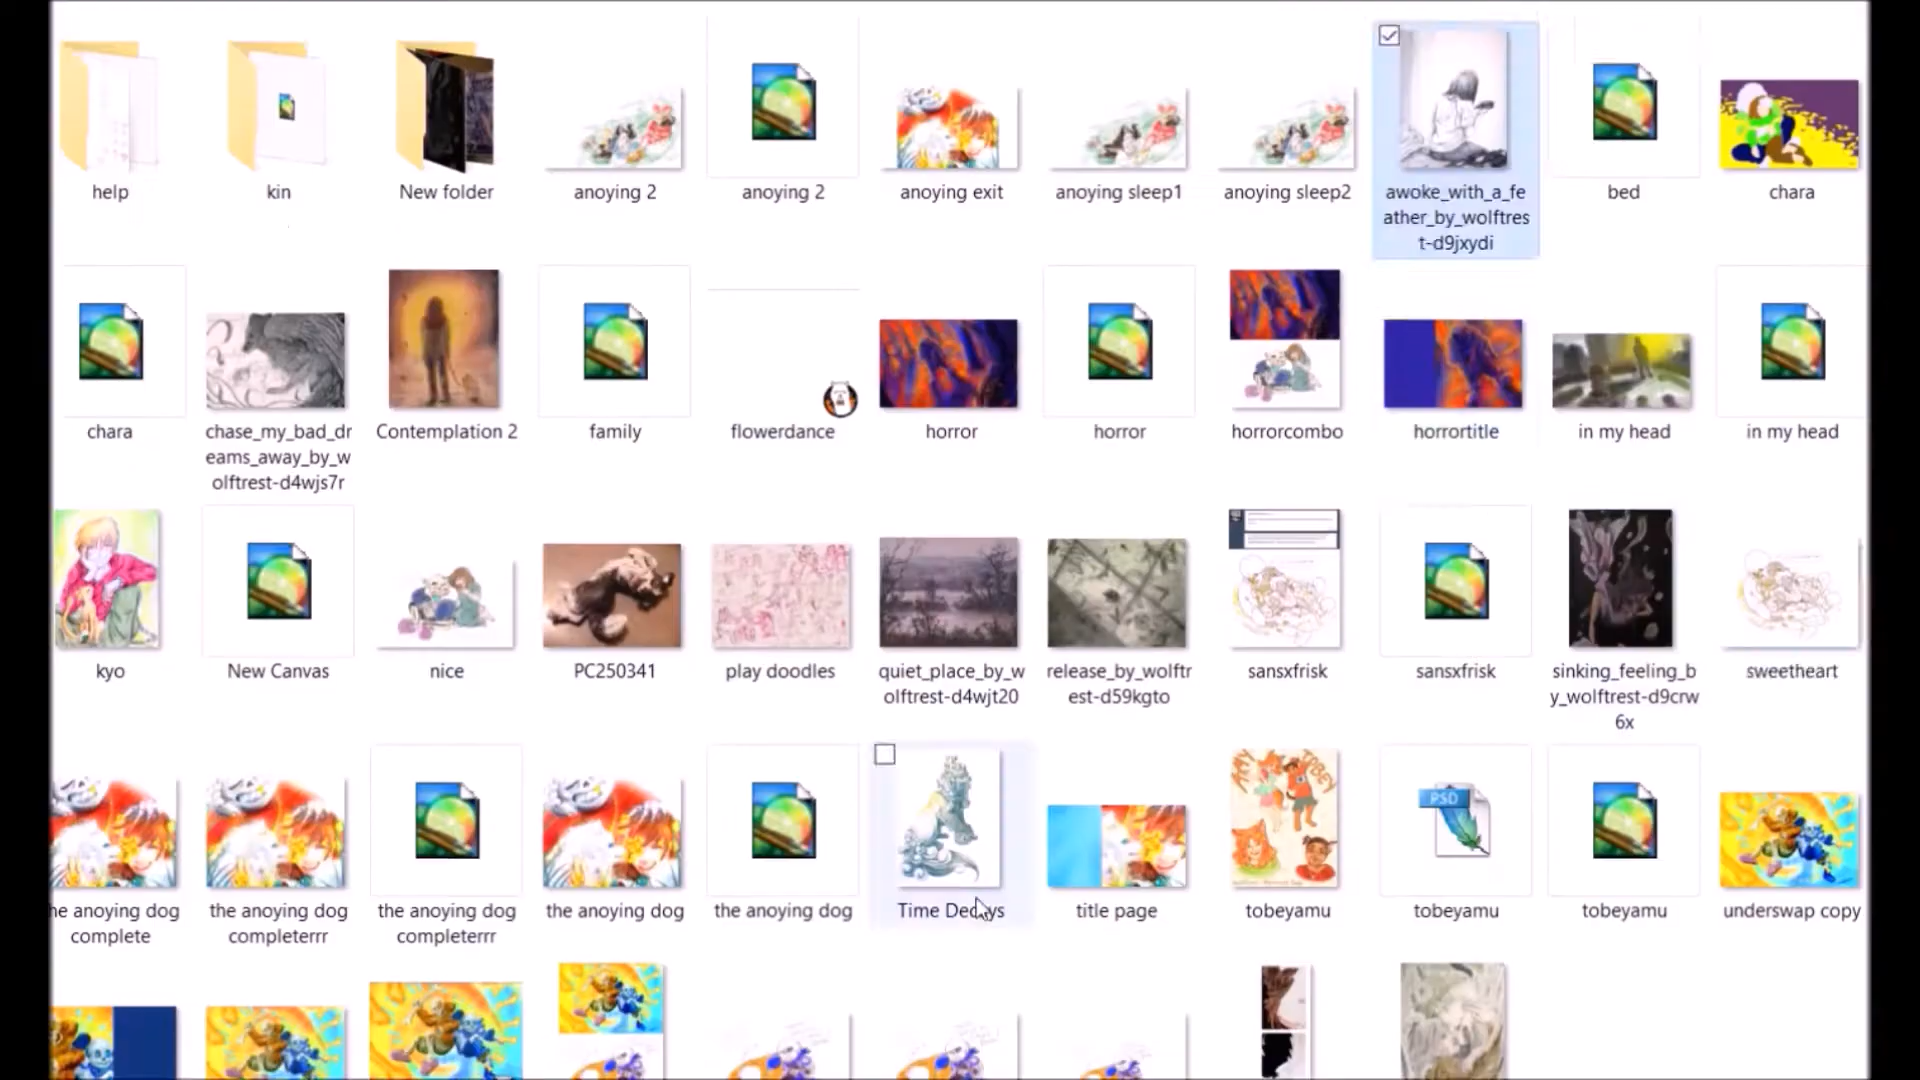 help
kin
New folder
anoying 2
anoying 2
anoying exit
anoying sleep1
anoying sleep2
awoke_with_a_fe
ather_by_wolftres
t-d9jxydi
bed
chara
chara
chase_my_bad_dr
eams_away_by_w
olftrest-d4wjs7r
Contemplation 2
family
flowerdance
horror
horror
horrorcombo
horrortitle
in my head
in my head
kyo
New Canvas
nice
PC250341
play doodles
quiet_place_by_w
olftrest-d4wjt20
release_by_wolftr
est-d59kgto
sansxfrisk
sansxfrisk
sinking_feeling_b
y_wolftrest-d9crw
6x
sweetheart
he anoying dog
complete
the anoying dog
completerrr
the anoying dog
completerrr
the anoying dog
the anoying dog
Time
title page
tobeyamu
PSD
tobeyamu
tobeyamu
underswap copy